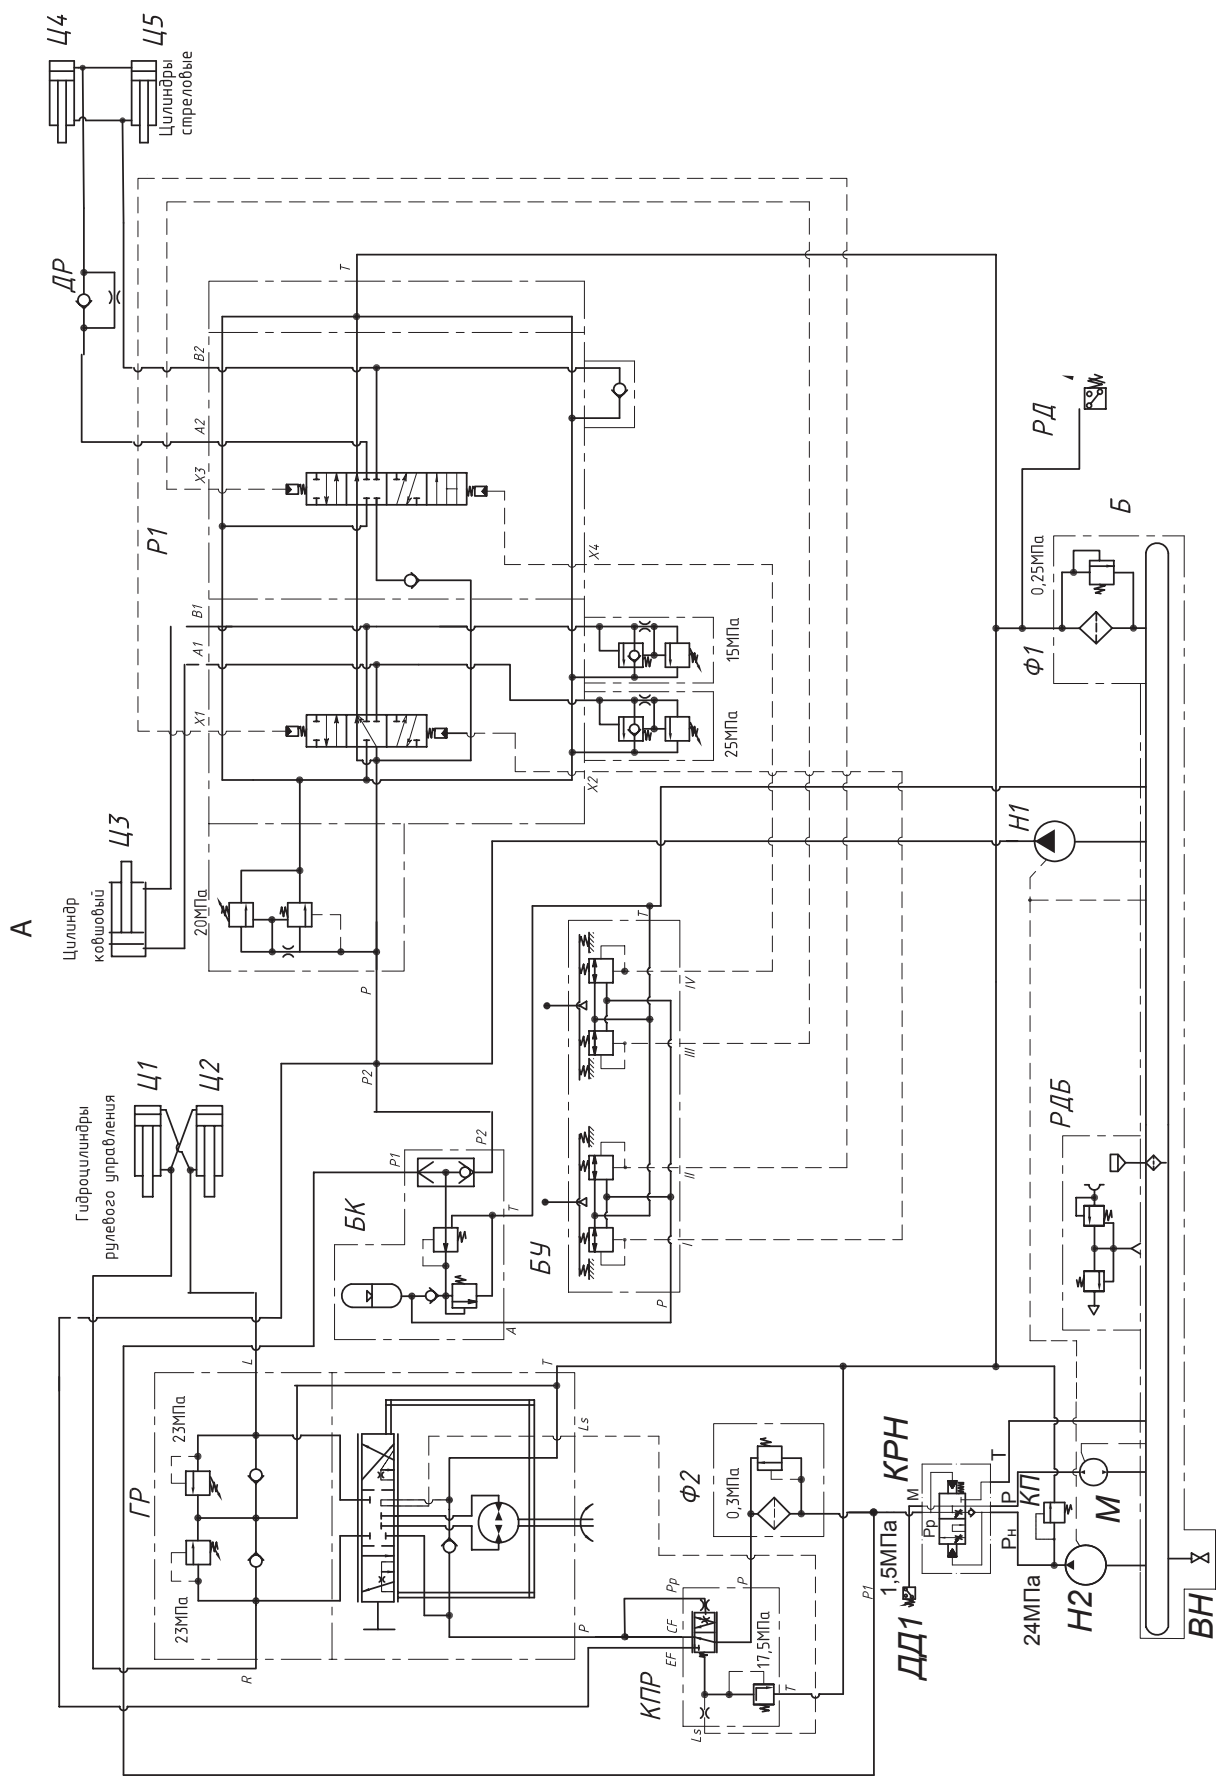 А
Ц4
Ц5
Цилиндры
стреловые
ДР
Т
В2
А2
Х3
Р1
Х4
В1
А1
Х1
Х2
15МПа
25МПа
Цилиндр
ковшовый
Ц3
20МПа
Р
Р2
Гидроцилиндры
рулевого управления
Ц1
Ц2
БК
Р1
Р2
Т
А
БУ
Т
Р
I
II
III
IV
РД
Б
0,25МПа
Ф1
Н1
РДБ
ГР
23МПа
23МПа
L
R
Т
Ls
Р
Ф2
0,3МПа
КПР
Рр
CF
EF
Р
17,5МПа
Т
Ls
КРН
М
Рр
Т
Р
Рн
КП
М
1,5МПа
ДД1
Р1
24МПа
Н2
ВН